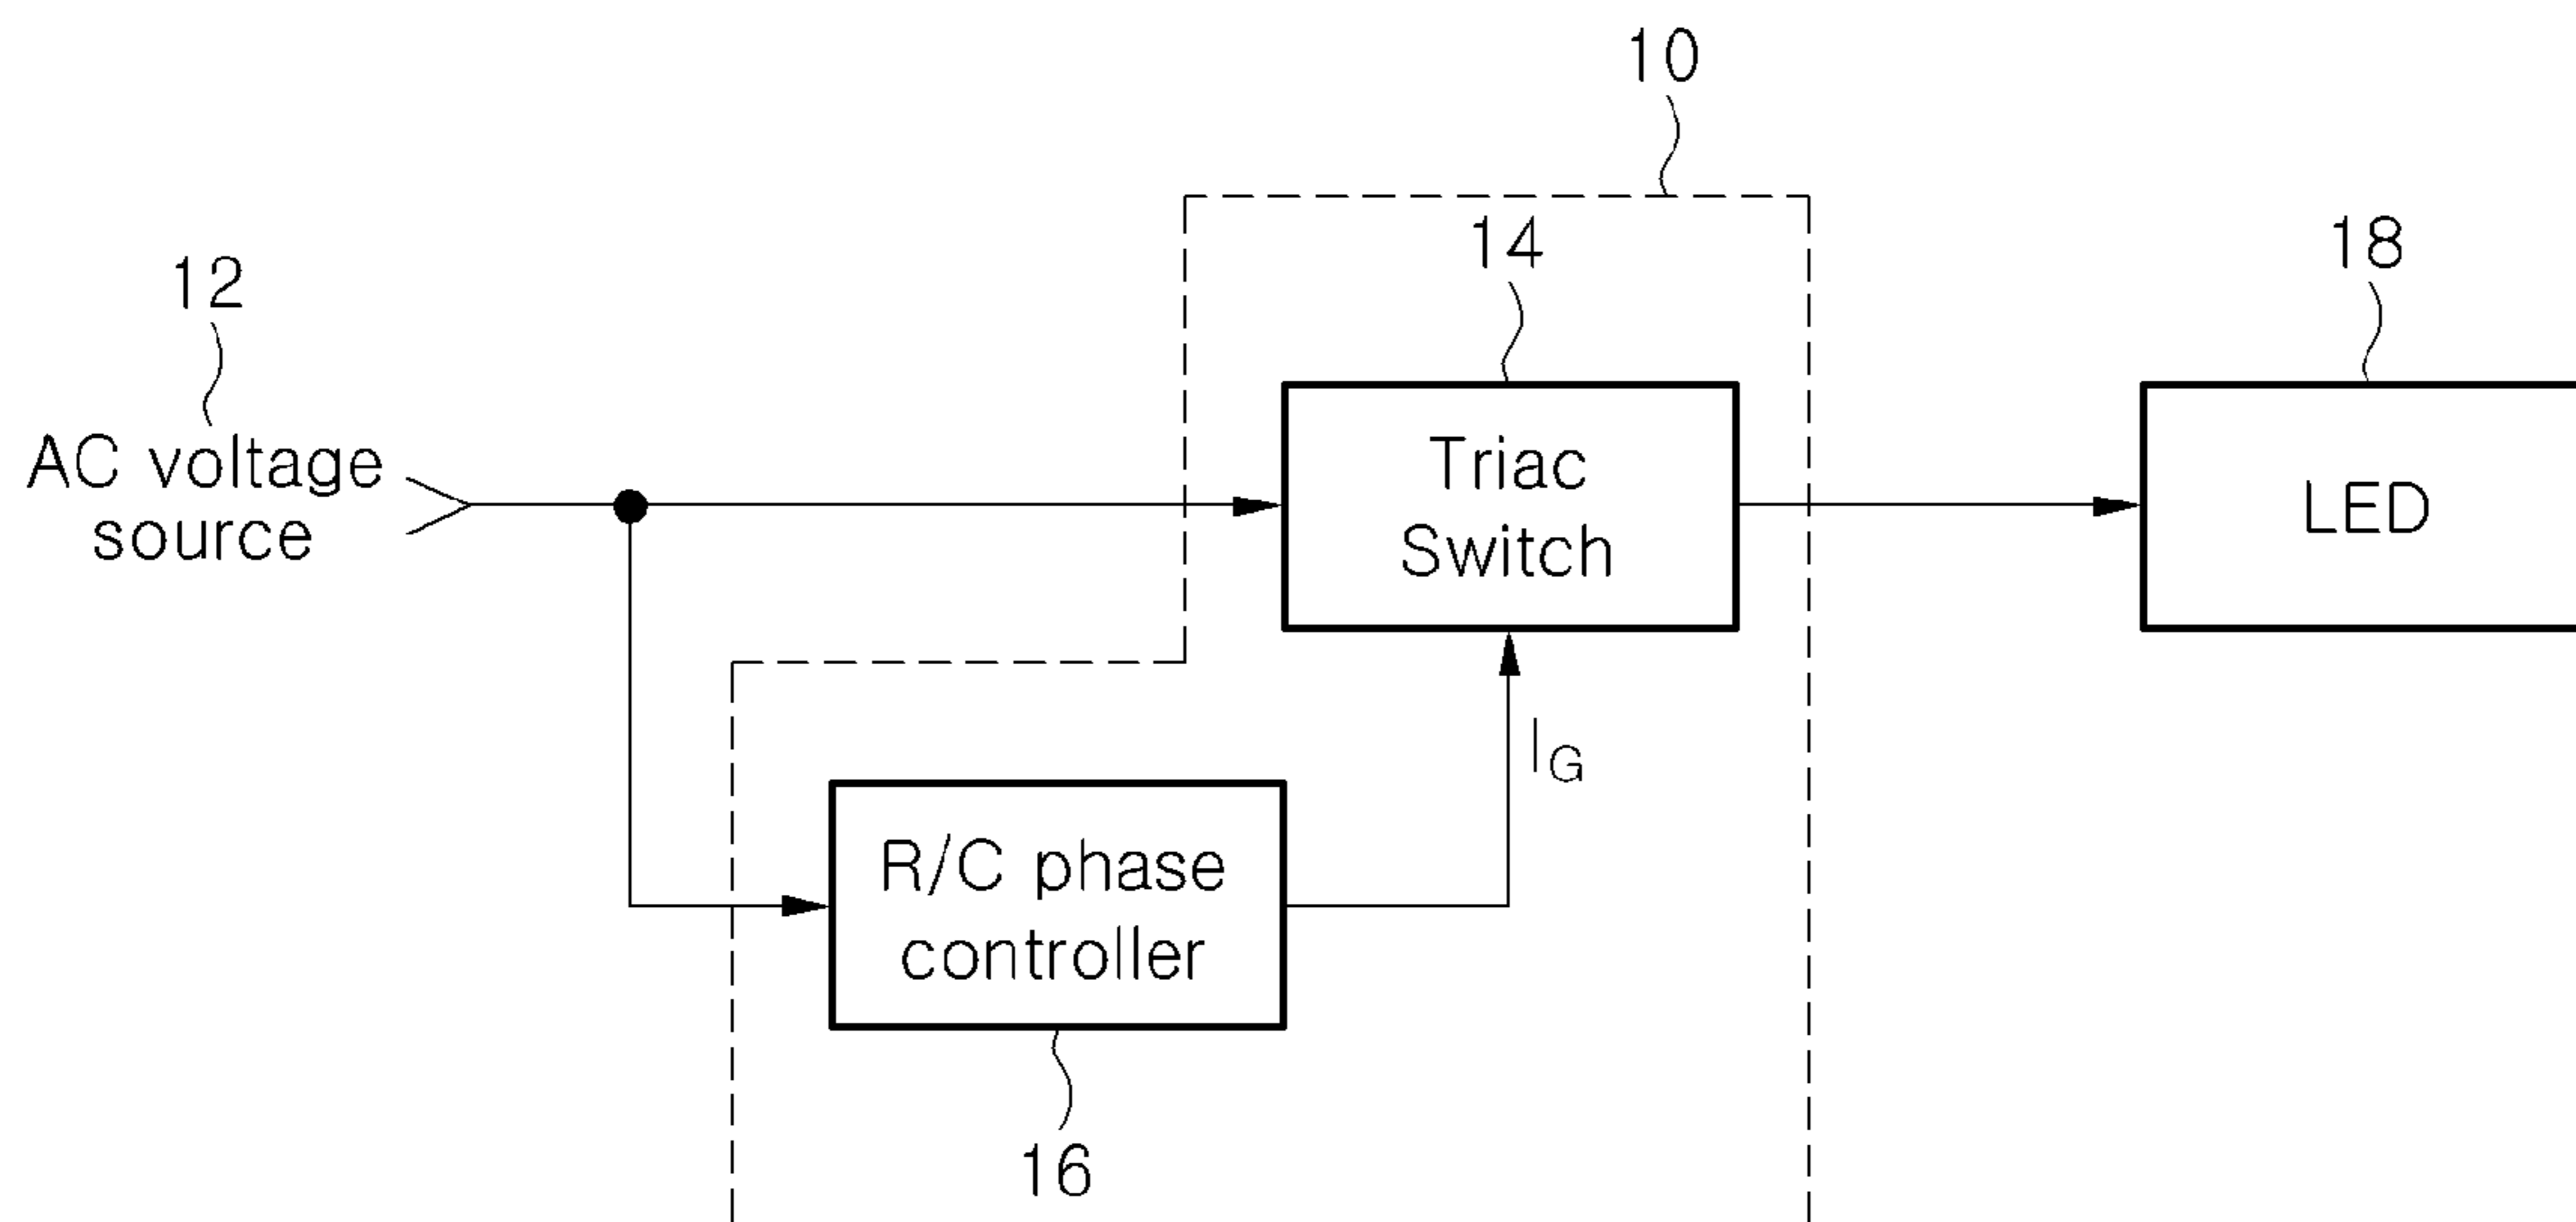 10
14
18
12
AC voltage
source
Triac
Switch
LED
IG
R/C phase
controller
16